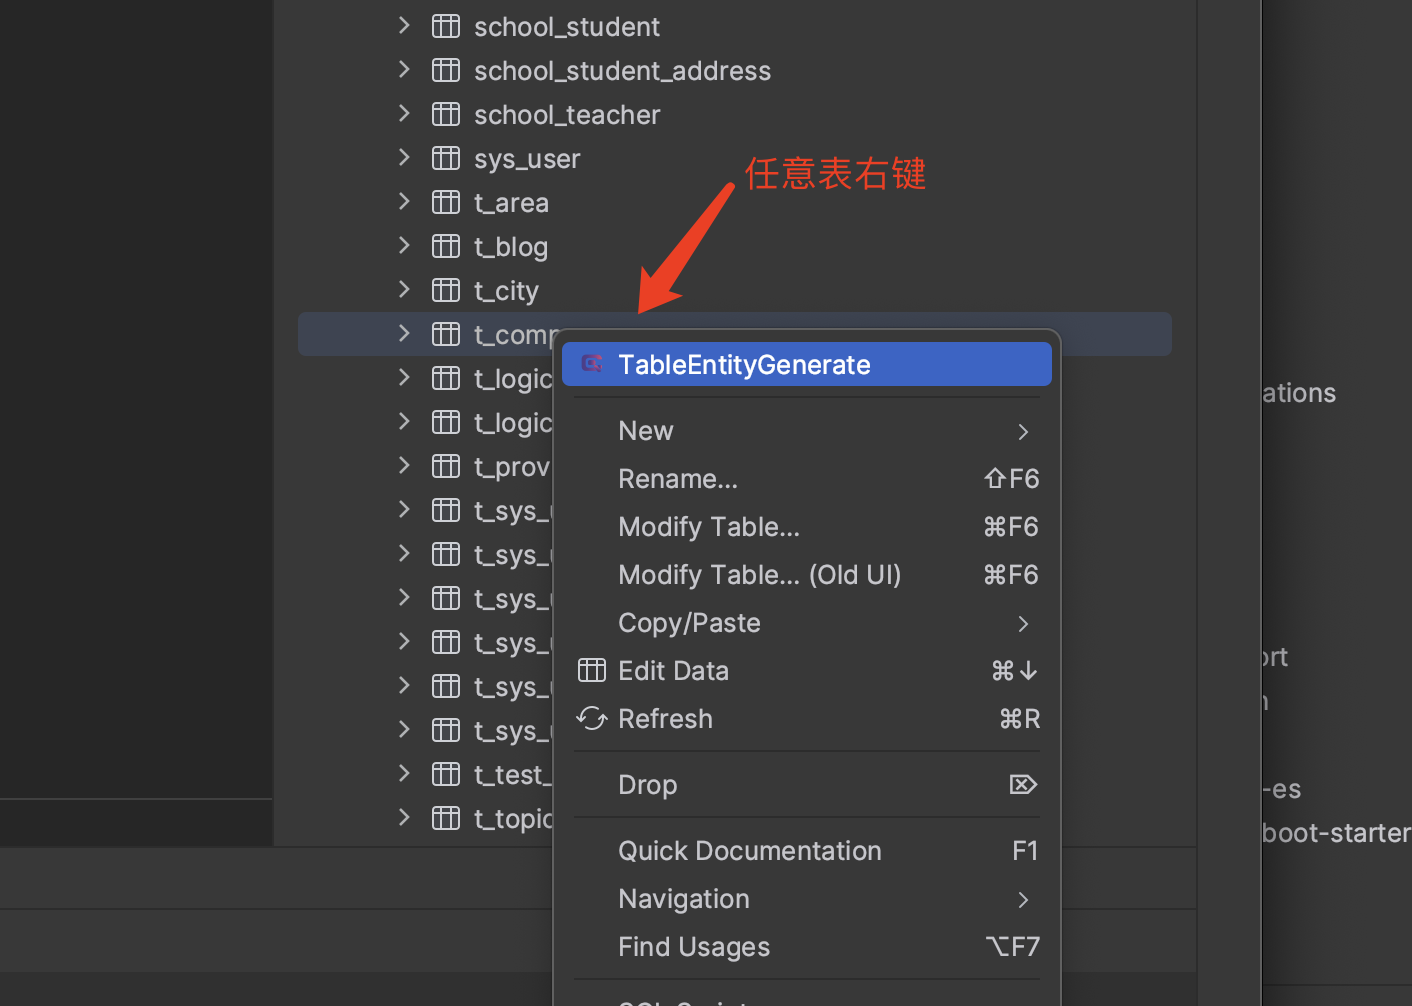 school_student
school_student_address
school_teacher
sys_user
任意表右键
t_area
t_blog
t_city
t_comp
TableEntityGenerate
t_logic
t_logic
t_prov
t_sys_
t_sys_
t_sys_
t_sys_
t_sys_
t_sys_
t_test_
t_topic
New
Rename...
⇧F6
Modify Table...
⌘F6
Modify Table... (Old UI)
⌘F6
Copy/Paste
Edit Data
⌘↓
Refresh
⌘R
Drop
⌦
Quick Documentation
F1
Navigation
Find Usages
⌥F7
ations
ort
-es
boot-starter